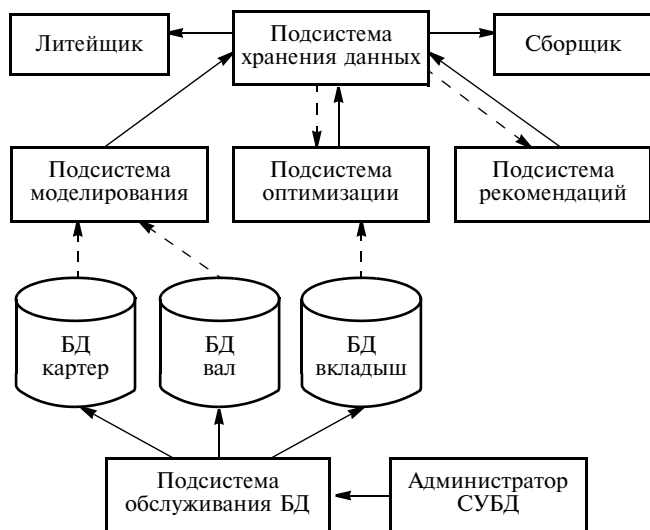 Литейщик
Подсистема
хранения данных
Сборщик
Подсистема
моделирования
Подсистема
оптимизации
Подсистема
рекомендаций
БД
картер
БД
вал
БД
вкладыш
Подсистема
обслуживания БД
Администратор
СУБД